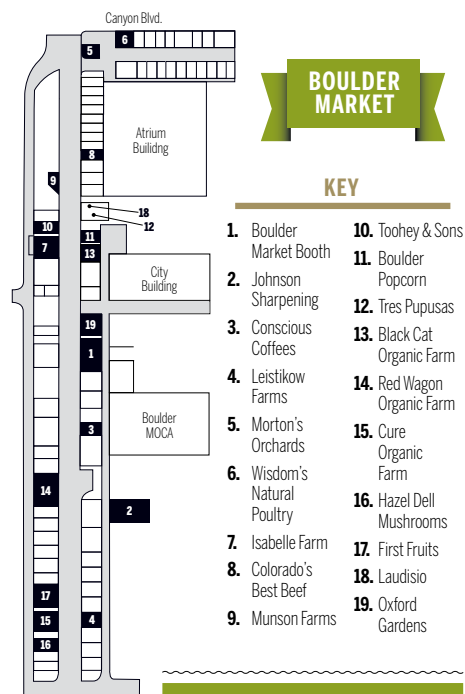 Canyon Blvd.
6
5
Atrium
Builidng
8
9
18
12
10
11
7
13
City
Building
19
1
3
Boulder
MOCA
14
2
17
15
4
16
BOULDER
MARKET
KEY
1. Boulder
Market Booth
2. Johnson
Sharpening
3. Conscious
Coffees
4. Leistikow
Farms
5. Morton's
Orchards
6. Wisdom's
Natural
Poultry
7. Isabelle Farm
8. Colorado's
Best Beef
9. Munson Farms
10. Toohey & Sons
11. Boulder
Popcorn
12. Tres Pupusas
13. Black Cat
Organic Farm
14. Red Wagon
Organic Farm
15. Cure
Organic
Farm
16. Hazel Dell
Mushrooms
17. First Fruits
18. Laudisio
19. Oxford
Gardens